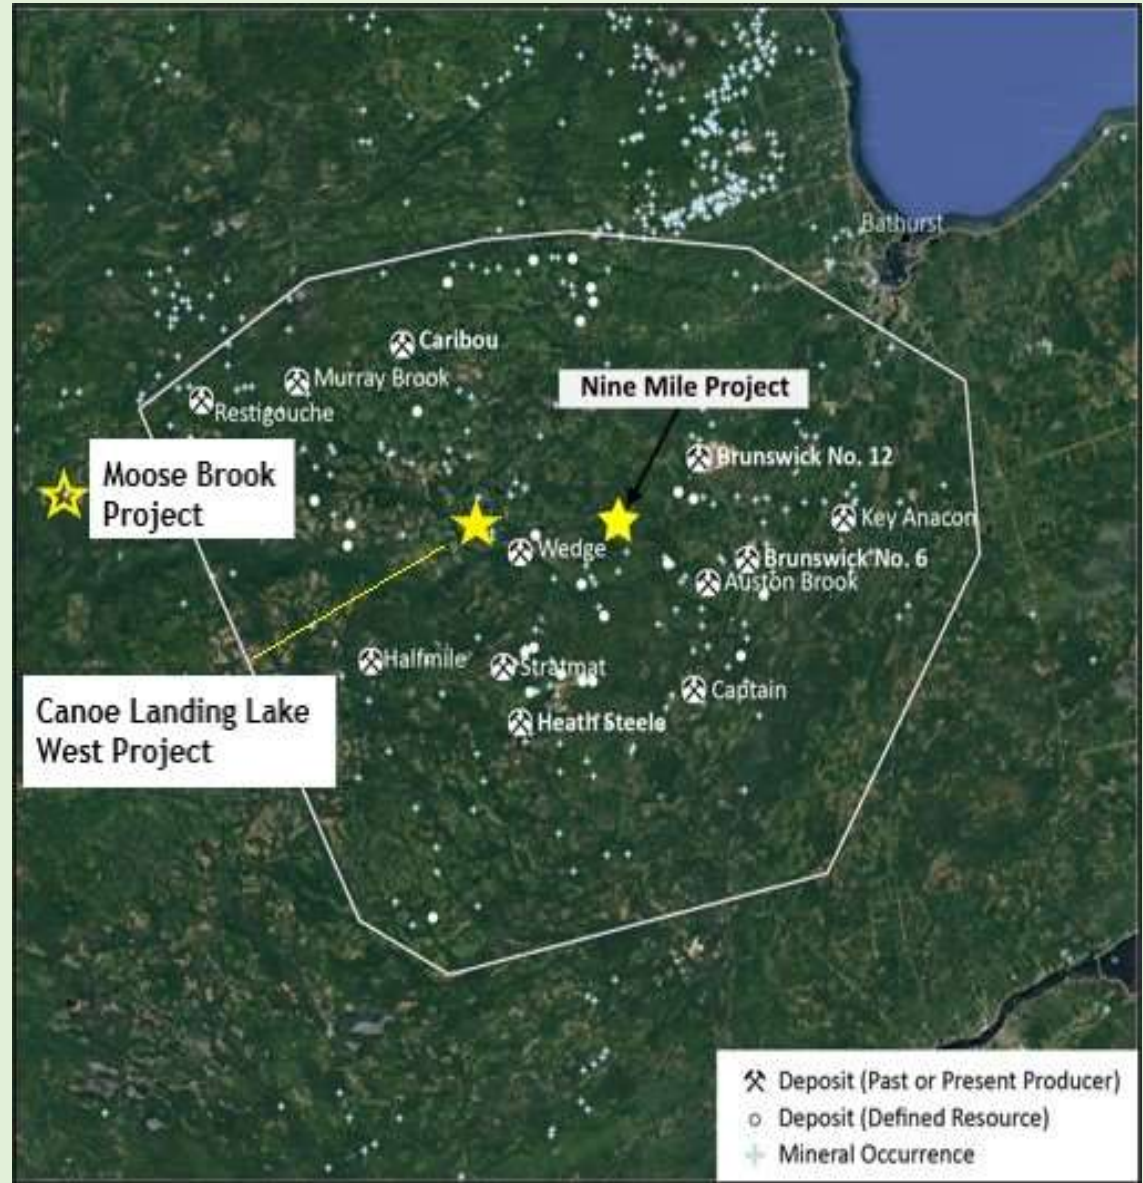 Bathurst
Caribou
Murray Brook
Restigouche
Nine Mile Project
Moose Brook
Project
Brunswick No. 12
Key Anacon
Wedge
Brunswick No. 6
Auston Brook
Halfmile
Stratmat
Captain
Canoe Landing Lake
West Project
Heath Steele
Deposit (Past or Present Producer)
Deposit (Defined Resource)
Mineral Occurrence